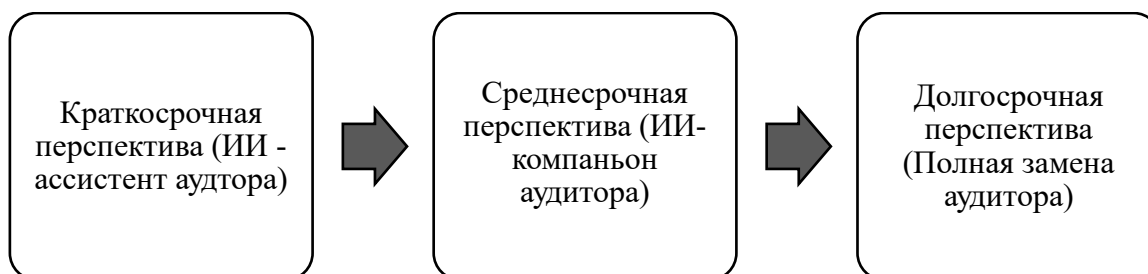 Краткосрочная
перспектива (ИИ -
ассистент аудтора)
Среднесрочная
перспектива (ИИ-
компаньон
аудитора)
Долгосрочная
перспектива
(Полная замена
аудитора)